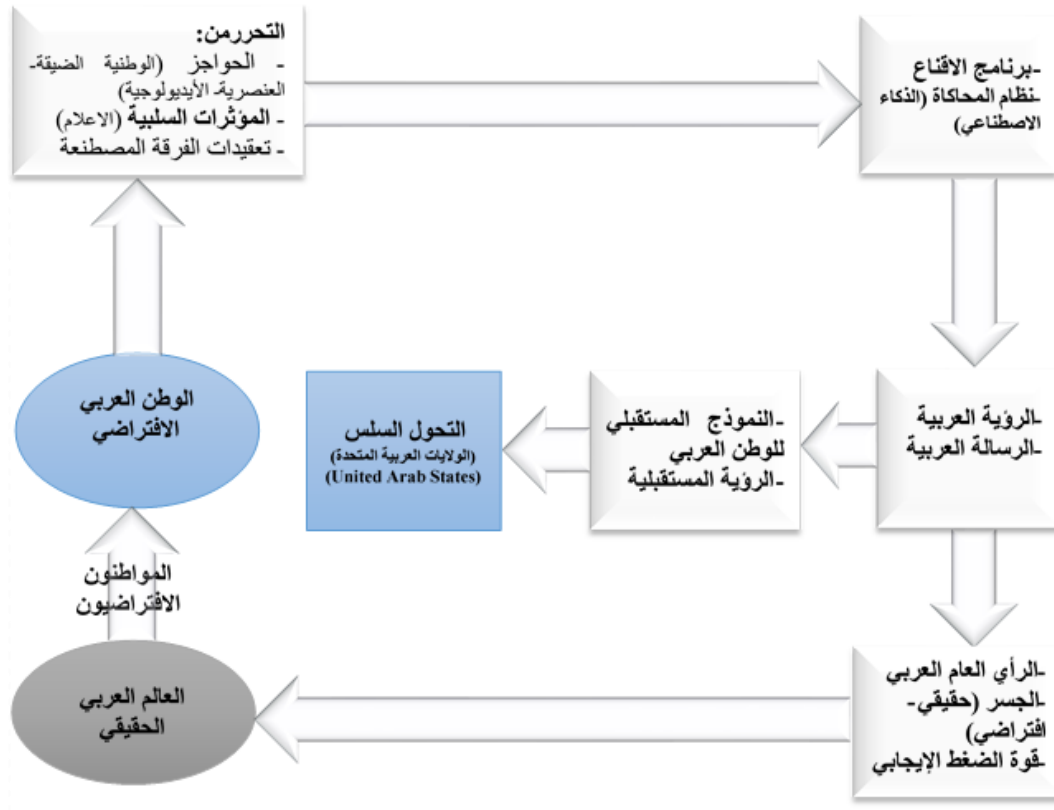 التحررمن:
- الحواجز (الوطنية الضيقة-
العنصرية- الأيديولوجية)
- المؤثرات السلبية (الاعلام)
- تعقيدات الفرقة المصطنعة
-برنامج الاقناع
-نظام المحاكاة (الذكاء
الاصطناعي)
الوطن العربي
الافتراضي
التحول السلس
(الولايات العربية المتحدة)
(United Arab States)
-النموذج المستقبلي
للوطن العربي
-الرؤية المستقبلية
-الرؤية العربية
-الرسالة العربية
المواطنون
الافتراضيون
العالم العربي
الحقيقي
-الرأي العام العربي
-الجسر (حقيقي-
افتراضي)
-قوة الضغط الإيجابي